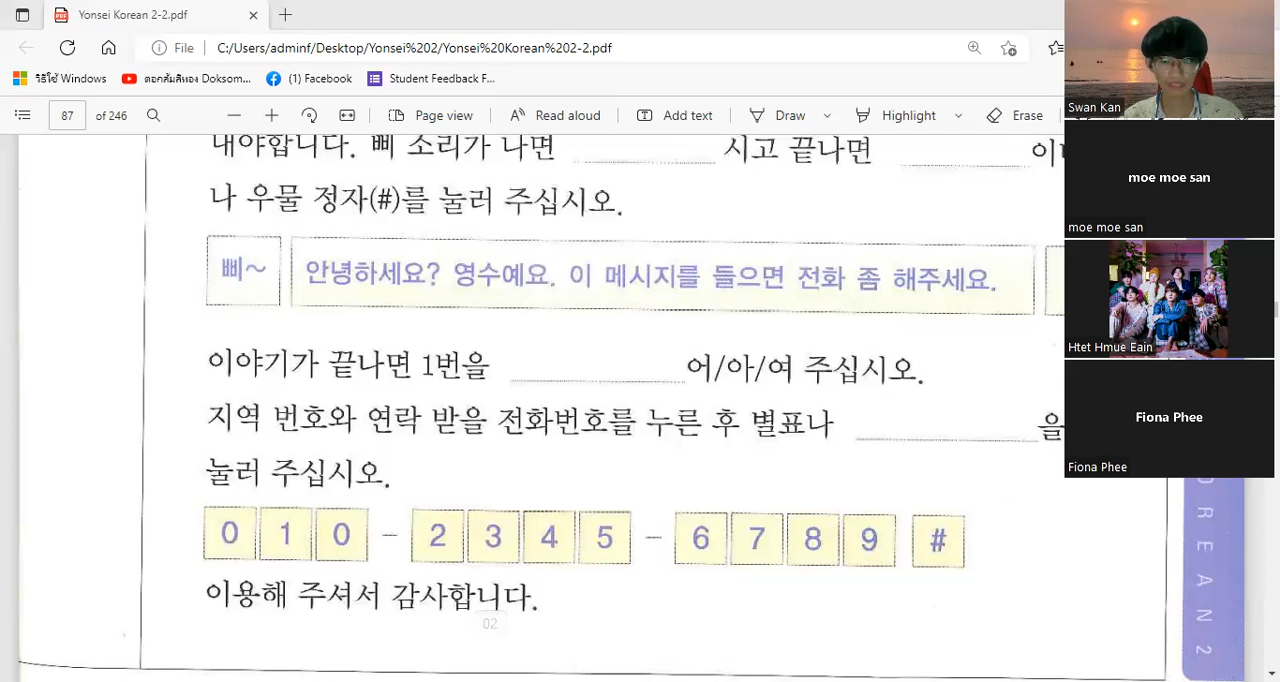 Yonsei Korean 2-2.pdf
File C:/Users/adminf/Desktop/Yonsei%202/Yonsei%20Korean%202-2.pdf
วิธีใช้ Windows
(1) Facebook Student Feedback F...
87 of 246 Page view Read aloud Add text Draw Highlight Erase
Swan Kan
moe moe san
moe moe san
Htet Hmue Eain
Fiona Phee
Fiona Phee
내야합니다. 삐 소리가 나면 시고 끝나면
나 우물 정자(#)를 눌러 주십시오.
삐~ 안녕하세요? 영수예요. 이 메시지를 들으면 전화 좀 해주세요.
이야기가 끝나면 1번을 어/아/여 주십시오.
지역 번호와 연락 받을 전화번호를 누른 후 별표나 을
눌러 주십시오.
0 1 0 - 2 3 4 5 - 6 7 8 9 #
이용해 주셔서 감사합니다.
02
OREAN 2